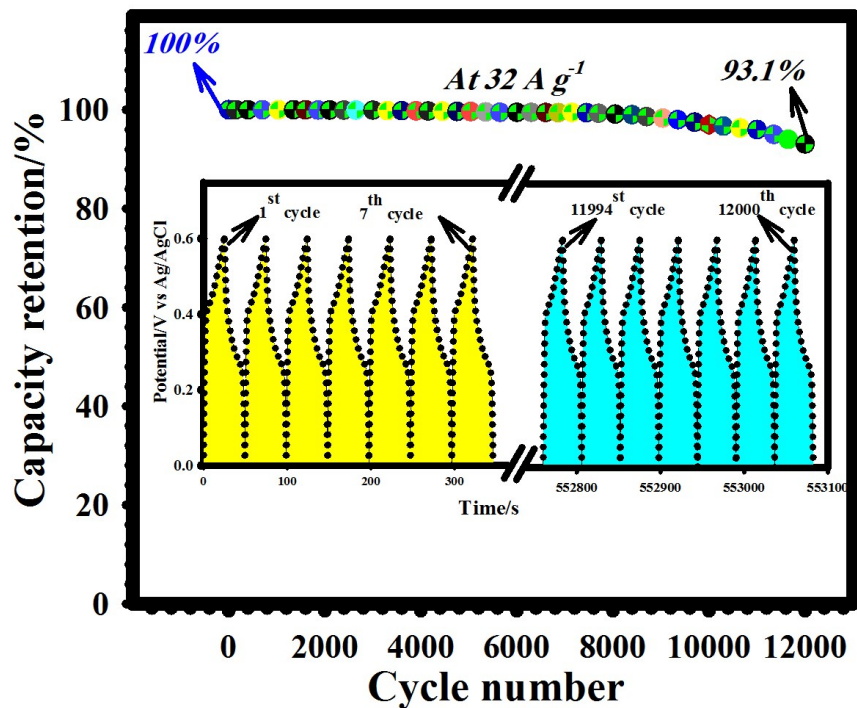 100%
At 32 A g-1
93.1%
Capacity retention/%
100
80
60
40
20
0
1st cycle
7th cycle
11994st cycle
12000th cycle
Potential/V vs Ag/AgCl
0.6
0.4
0.2
0.0
0 100 200 300 552800 552900 553000 553100
Time/s
0 2000 4000 6000 8000 10000 12000
Cycle number